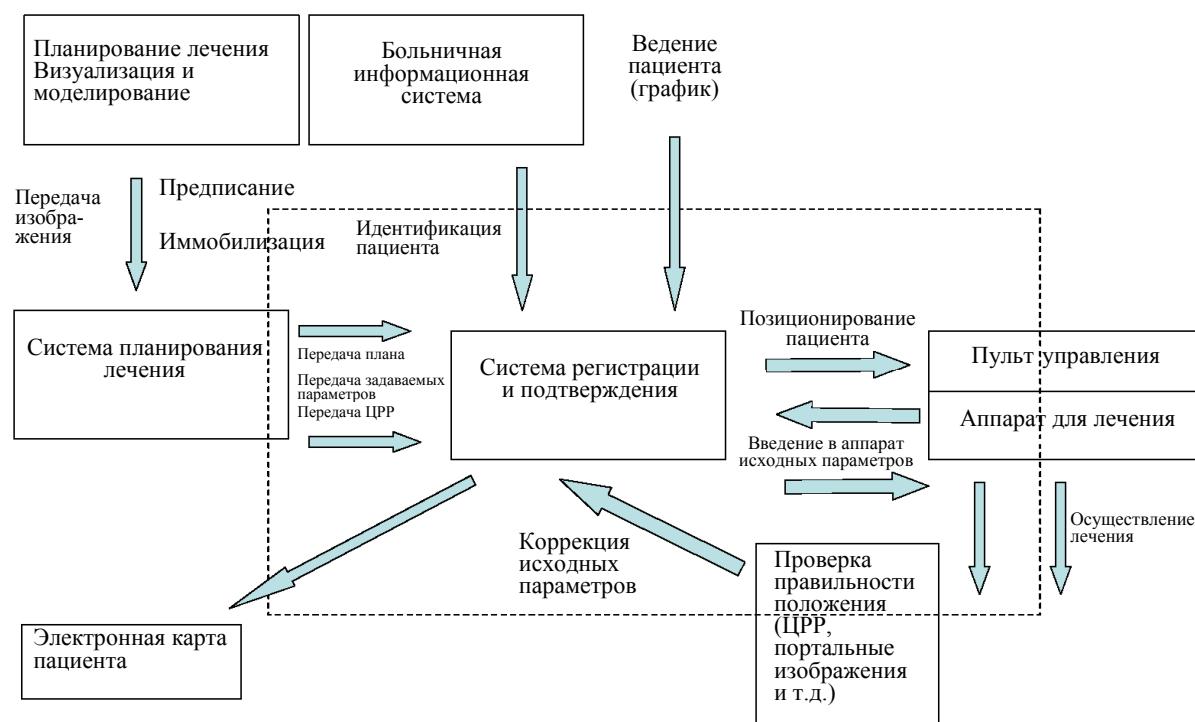 Планирование лечения
Визуализация и
моделирование
Больничная
информационная
система
Ведение
пациента
(график)
Передача
изобра-
жения
Предписание
Иммобилизация
Идентификация
пациента
Система планирования
лечения
Передача плана
Передача задаваемых
параметров
Передача ЦРР
Система регистрации
и подтверждения
Позиционирование
пациента
Пульт управления
Аппарат для лечения
Введение в аппарат
исходных параметров
Осуществление
лечения
Коррекция
исходных
параметров
Проверка
правильности
положения
(ЦРР,
портальные
изображения
и т.д.)
Электронная карта
пациента